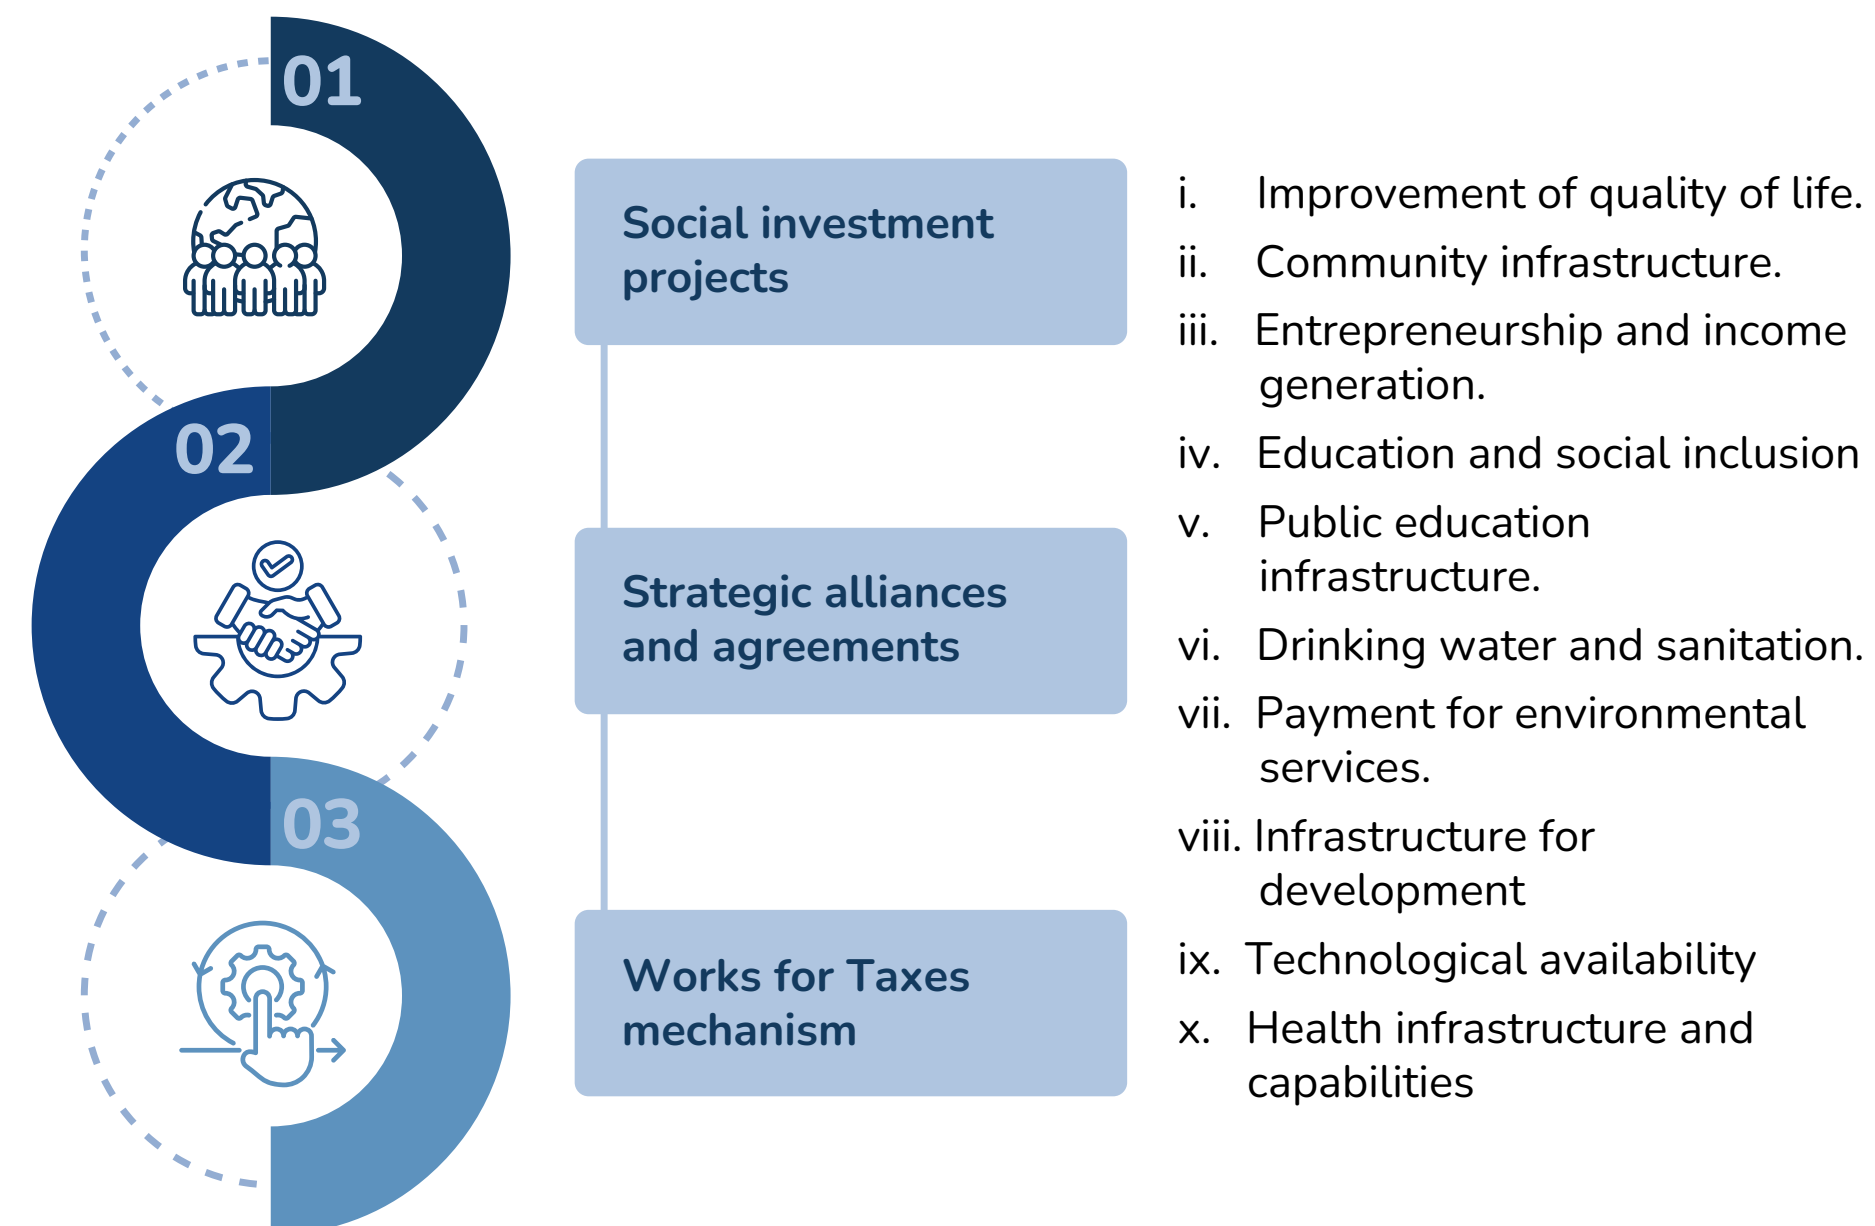 01
02
03
Social investment
projects
Strategic alliances
and agreements
Works for Taxes
mechanism
i. Improvement of quality of life.
ii. Community infrastructure.
iii. Entrepreneurship and income
generation.
iv. Education and social inclusion
v. Public education
infrastructure.
vi. Drinking water and sanitation.
vii. Payment for environmental
services.
viii. Infrastructure for
development
ix. Technological availability
x. Health infrastructure and
capabilities